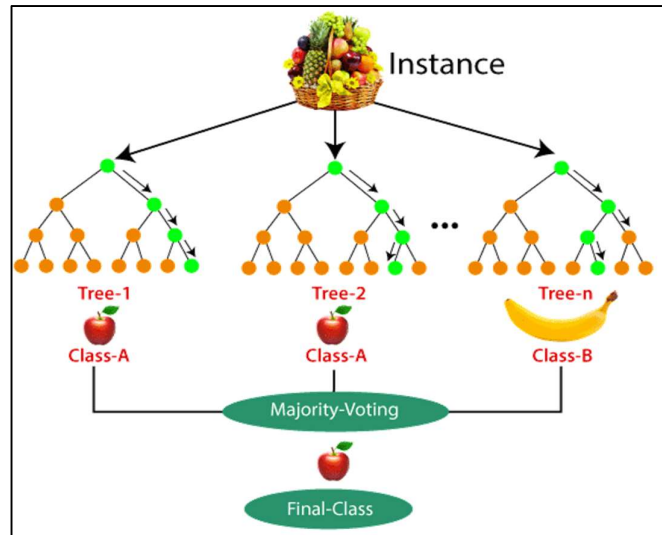 Instance
...
Tree-1
Tree-2
Tree-n
Class-A
Class-A
Class-B
Majority-Voting
Final-Class